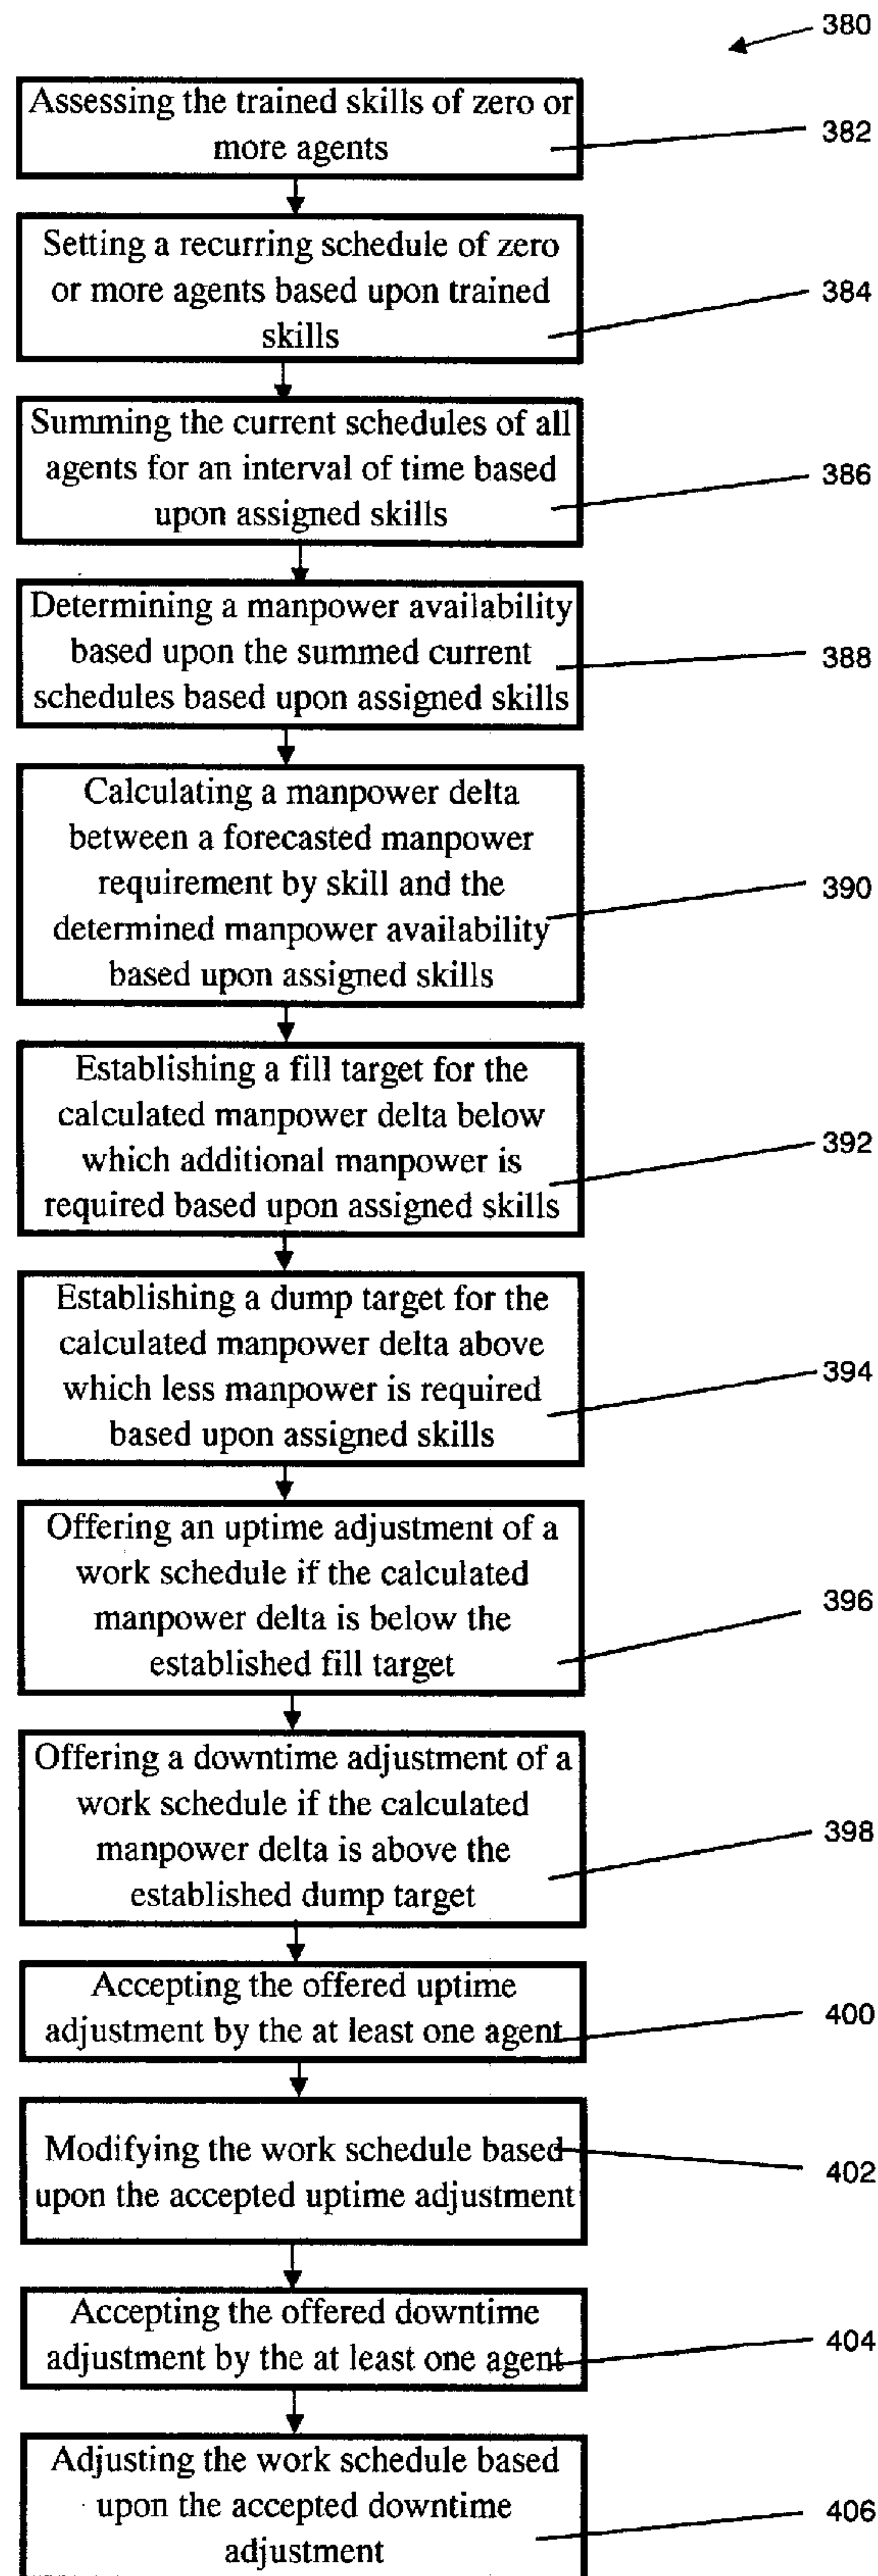 380
Assessing the trained skills of zero or
more agents
382
Setting a recurring schedule of zero
or more agents based upon trained
skills
384
Summing the current schedules of all
agents for an interval of time based
upon assigned skills
386
Determining a manpower availability
based upon the summed current
schedules based upon assigned skills
388
Calculating a manpower delta
between a forecasted manpower
requirement by skill and the
determined manpower availability
based upon assigned skills
390
Establishing a fill target for the
calculated manpower delta below
which additional manpower is
required based upon assigned skills
392
Establishing a dump target for the
calculated manpower delta above
which less manpower is required
based upon assigned skills
394
Offering an uptime adjustment of a
work schedule if the calculated
manpower delta is below the
established fill target
396
Offering a downtime adjustment of a
work schedule if the calculated
manpower delta is above the
established dump target
398
Accepting the offered uptime
adjustment by the at least one agent
400
Modifying the work schedule based
upon the accepted uptime adjustment
402
Accepting the offered downtime
adjustment by the at least one agent
404
Adjusting the work schedule based
upon the accepted downtime
adjustment
406